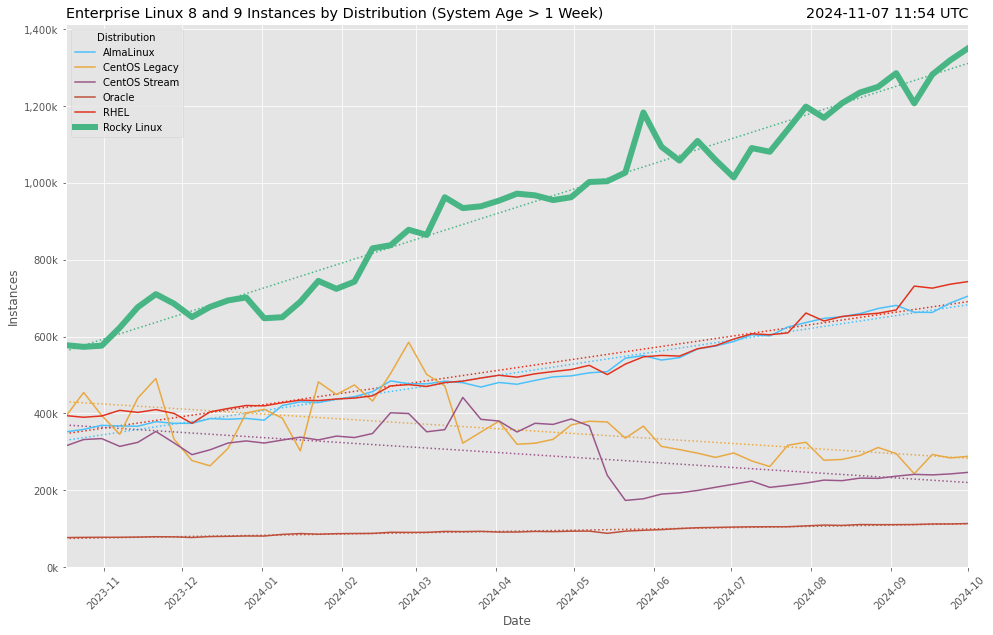 Enterprise Linux 8 and 9 Instances by Distribution (System Age > 1 Week)
2024-11-07 11:54 UTC
Distribution
AlmaLinux
CentOS Legacy
CentOS Stream
Oracle
RHEL
Rocky Linux
Instances
1,400k
1,200k
1,000k
800k
600k
400k
200k
0k
2023-11
2023-12
2024-01
2024-02
2024-03
2024-04
2024-05
2024-06
2024-07
2024-08
2024-09
2024-10
Date